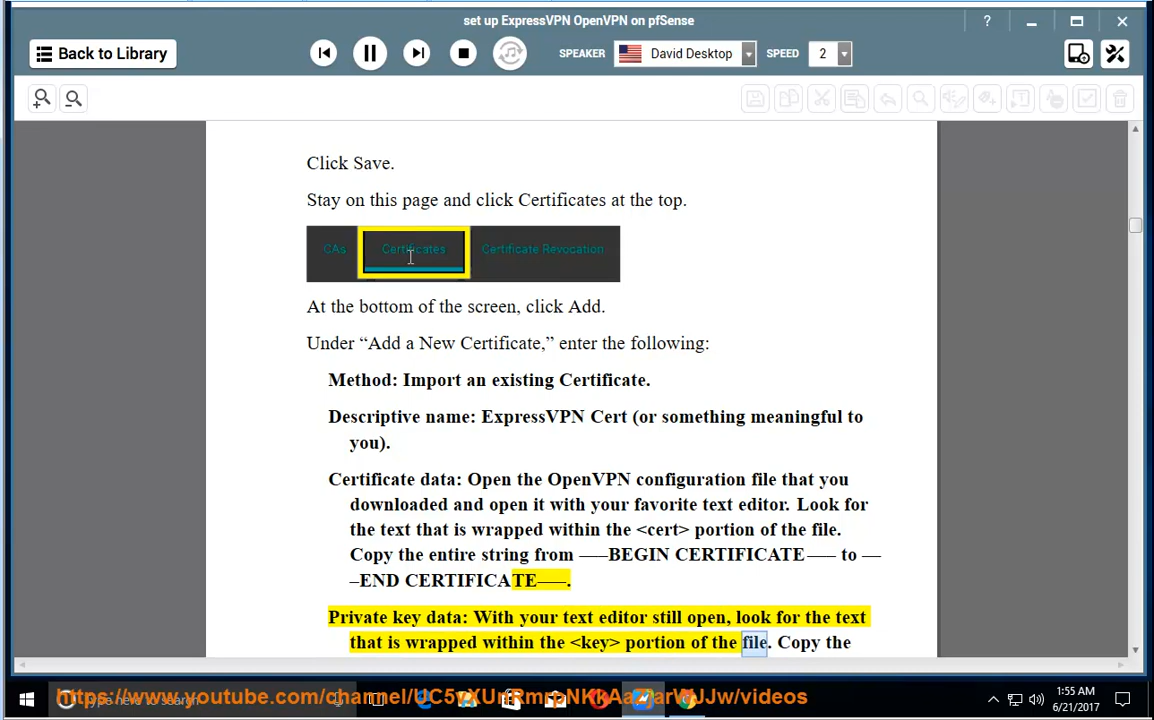 set up ExpressVPN OpenVPN on pfSense
?
Back to Library
SPEAKER
David Desktop
SPEED
2
Click Save.
Stay on this page and click Certificates at the top.
CAs
Certificates
Certificate Revocation
At the bottom of the screen, click Add.
Under “Add a New Certificate,” enter the following:
Method: Import an existing Certificate.
Descriptive name: ExpressVPN Cert (or something meaningful to
you).
Certificate data: Open the OpenVPN configuration file that you
downloaded and open it with your favorite text editor. Look for
the text that is wrapped within the <cert> portion of the file.
Copy the entire string from —–BEGIN CERTIFICATE—– to —
–END CERTIFICATE—–.
Private key data: With your text editor still open, look for the text
that is wrapped within the <key> portion of the file. Copy the
1:55 AM
6/21/2017